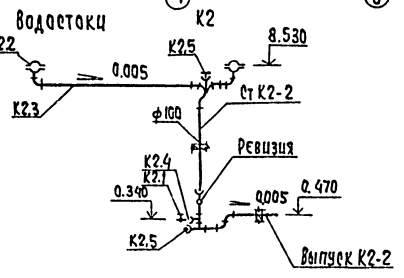 Водостоки
К2
К2.5
8.530
0.005
К2.3
Ст К2-2
ф100
Ревизия
К2.4
К2.1
0.340
0.005
0.470
К2.5
Выпуск К2-2